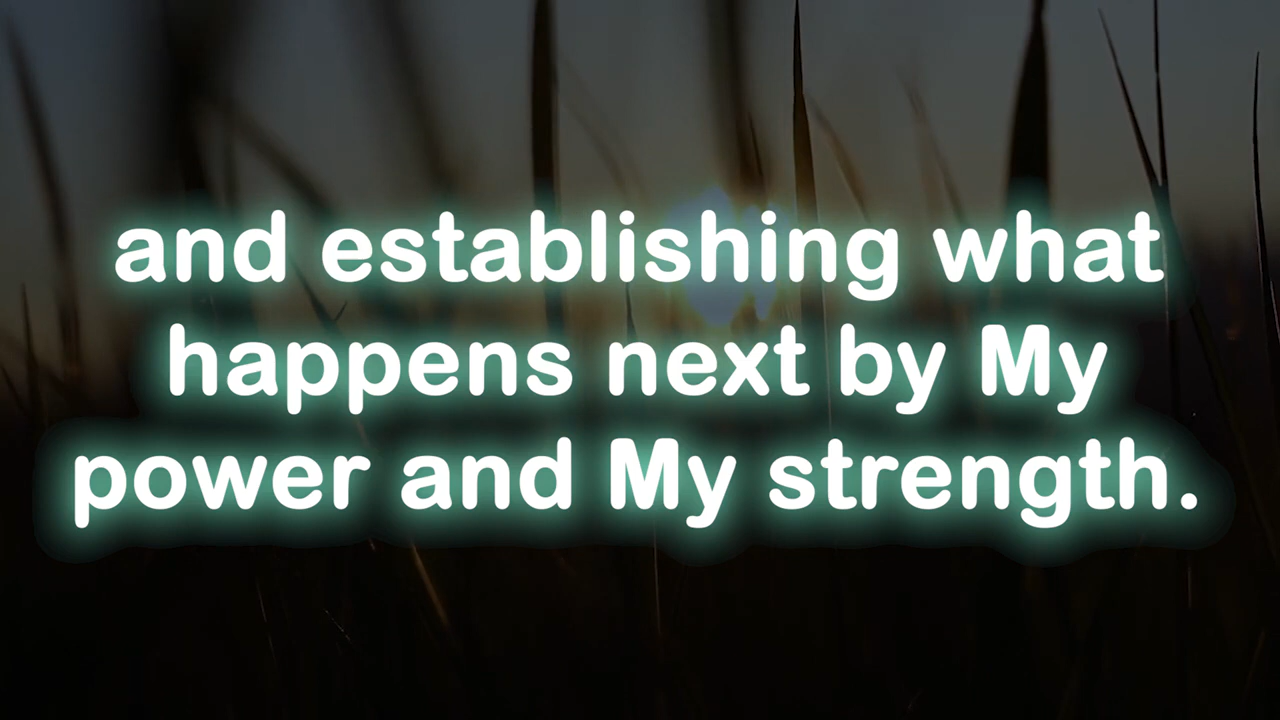 and establishing what
happens next by My
power and My strength.